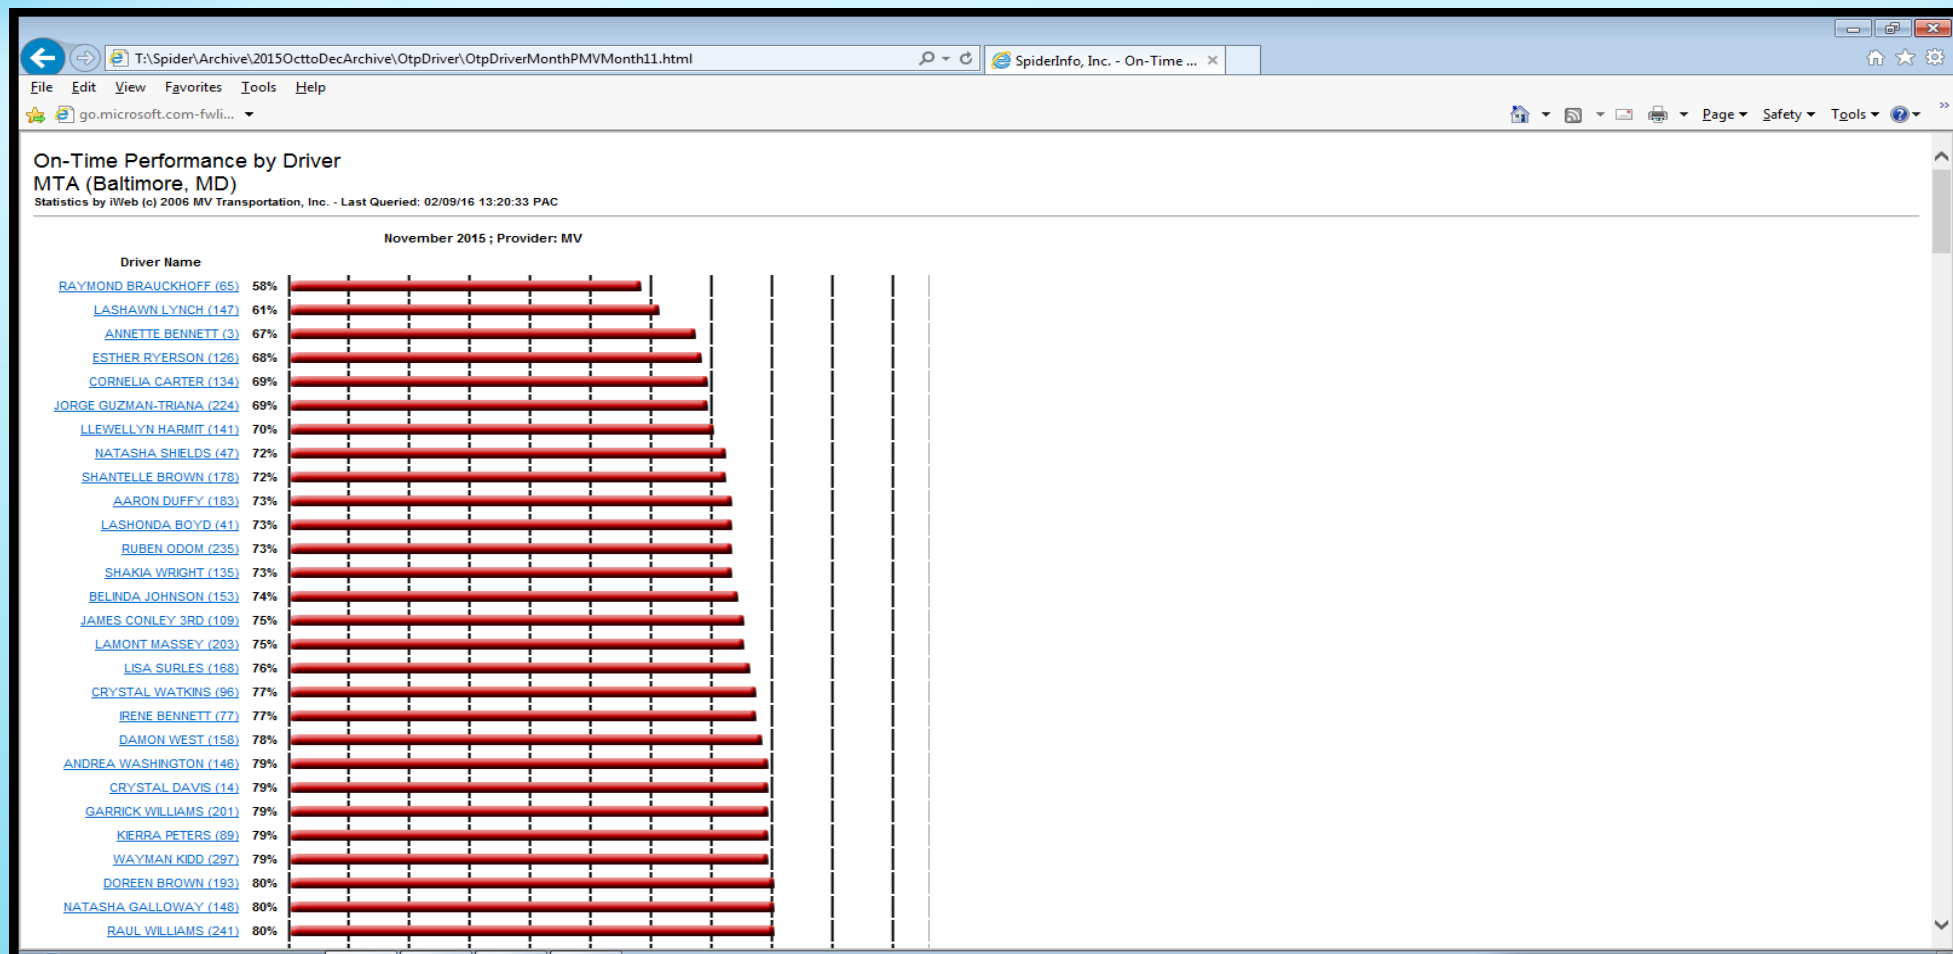 T:\Spider\Archive\2015OcttoDecArchive\OtpDriver\OtpDriverMonthPMVMonth11.html
SpiderInfo, Inc. - On-Time ...
File Edit View Favorites Tools Help
go.microsoft.com-fwli...
Page Safety Tools
On-Time Performance by Driver
MTA (Baltimore, MD)
Statistics by iWeb (c) 2006 MV Transportation, Inc. - Last Queried: 02/09/16 13:20:33 PAC
November 2015 ; Provider: MV
Driver Name
RAYMOND BRAUCKHOFF (65) 58%
LASHAWN LYNCH (147) 61%
ANNETTE BENNETT (3) 67%
ESTHER RYERSON (126) 68%
CORNELIA CARTER (134) 69%
JORGE GUZMAN-TRIANA (224) 69%
LLEWELLYN HARMIT (141) 70%
NATASHA SHIELDS (47) 72%
SHANTELLE BROWN (178) 72%
AARON DUFFY (183) 73%
LASHONDA BOYD (41) 73%
RUBEN ODOM (235) 73%
SHAKIA WRIGHT (135) 73%
BELINDA JOHNSON (153) 74%
JAMES CONLEY 3RD (109) 75%
LAMONT MASSEY (203) 75%
LISA SURLES (168) 76%
CRYSTAL WATKINS (96) 77%
IRENE BENNETT (77) 77%
DAMON WEST (158) 78%
ANDREA WASHINGTON (146) 79%
CRYSTAL DAVIS (14) 79%
GARRICK WILLIAMS (201) 79%
KIERRA PETERS (89) 79%
WAYMAN KIDD (297) 79%
DOREEN BROWN (193) 80%
NATASHA GALLOWAY (148) 80%
RAUL WILLIAMS (241) 80%